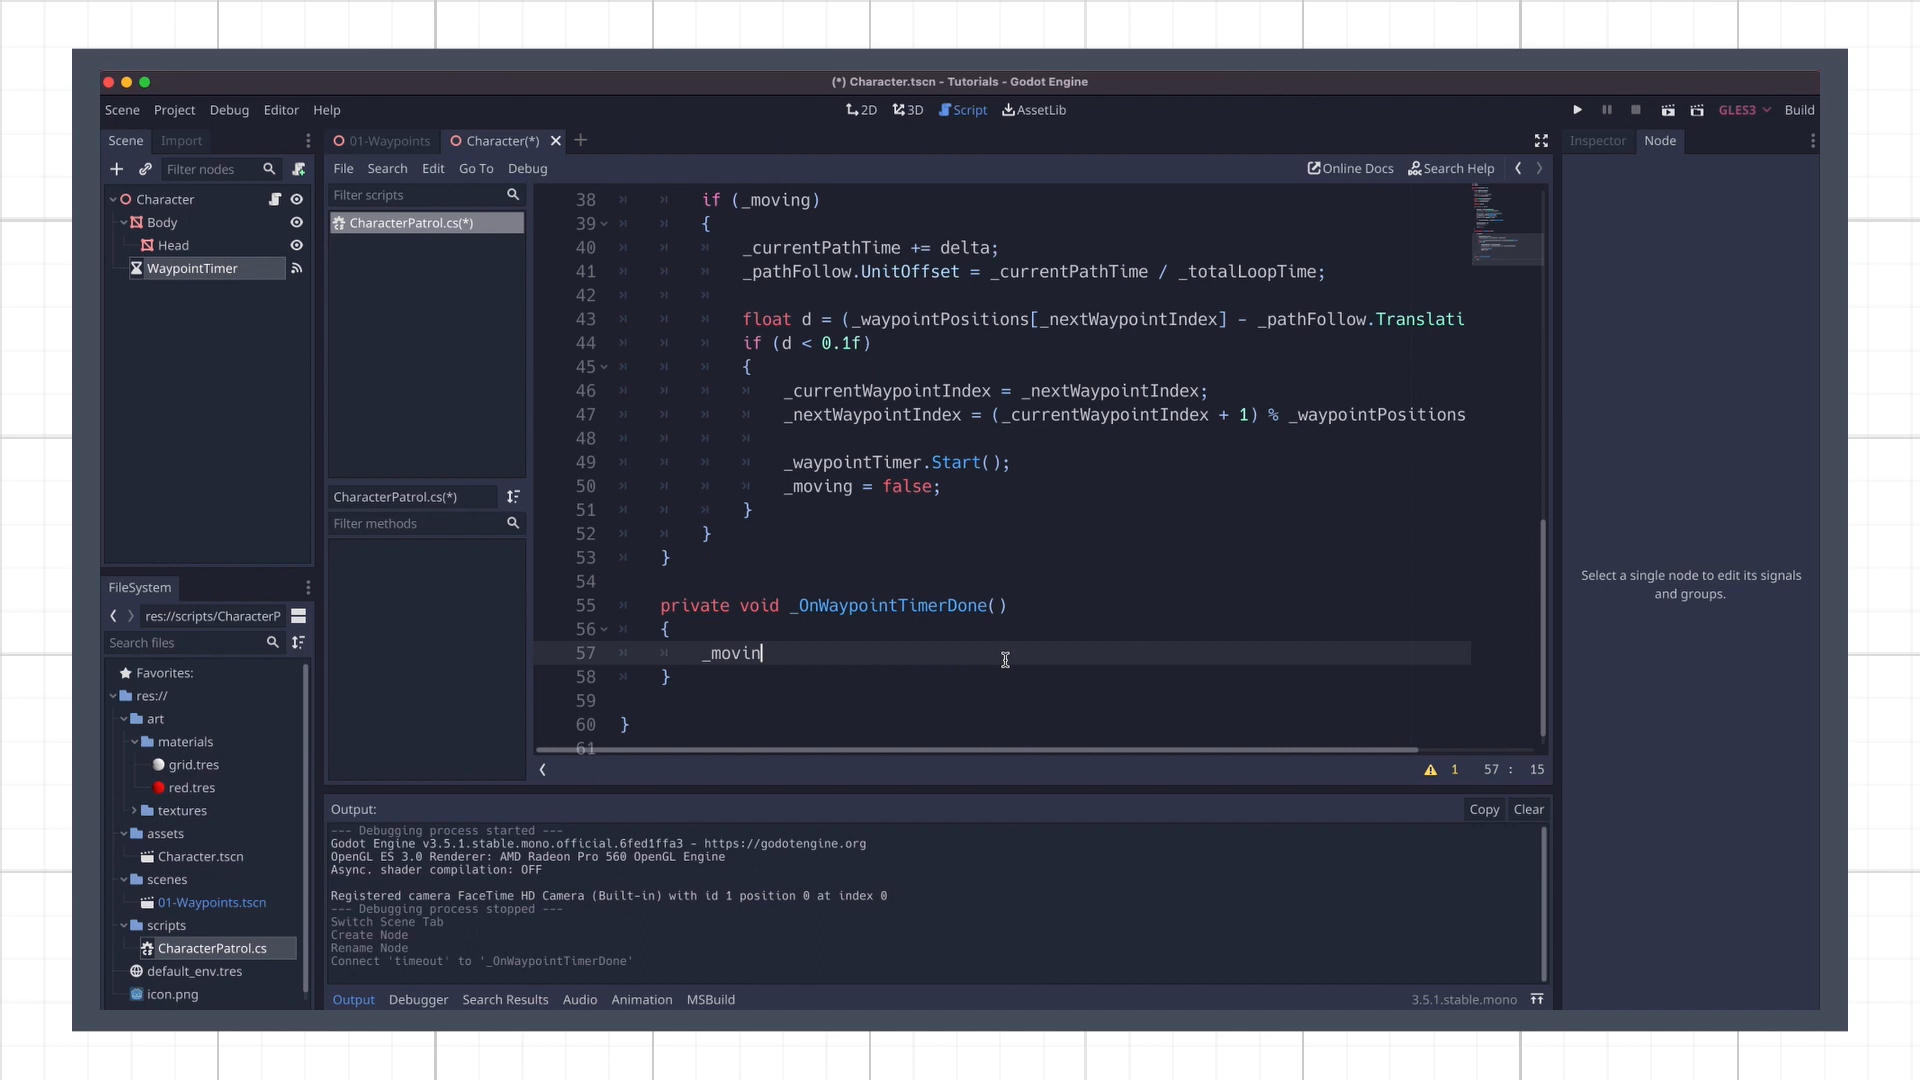 (*) Character.tscn - Tutorials - Godot Engine
Scene Project Debug Editor Help
2D 3D Script AssetLib
GLES3 Build
Scene Import
01-Waypoints Character(*)
Inspector Node
Filter nodes
File Search Edit Go To Debug
Online Docs Search Help
Filter scripts
CharacterPatrol.cs(*)
Character
Body
Head
WaypointTimer
CharacterPatrol.cs(*)
Filter methods
38 if (_moving)
39 {
40 _currentPathTime += delta;
41 _pathFollow.UnitOffset = _currentPathTime / _totalLoopTime;
42
43 float d = (_waypointPositions[_nextWaypointIndex] - _pathFollow.Translati
44 if (d < 0.1f)
45 {
46 _currentWaypointIndex = _nextWaypointIndex;
47 _nextWaypointIndex = (_currentWaypointIndex + 1) % _waypointPositions
48
49 _waypointTimer.Start();
50 _moving = false;
51 }
52 }
53 }
54
55 private void _OnWaypointTimerDone()
56 {
57 _movin
58 }
59
60 }
61
1 57 : 15
Select a single node to edit its signals
and groups.
FileSystem
res://scripts/CharacterP
Search files
Favorites:
res://
art
materials
grid.tres
red.tres
textures
assets
Character.tscn
scenes
01-Waypoints.tscn
scripts
CharacterPatrol.cs
default_env.tres
icon.png
Output: Copy Clear
--- Debugging process started ---
Godot Engine v3.5.1.stable.mono.official.6fed1ffa3 - https://godotengine.org
OpenGL ES 3.0 Renderer: AMD Radeon Pro 560 OpenGL Engine
Async. shader compilation: OFF
Registered camera FaceTime HD Camera (Built-in) with id 1 position 0 at index 0
--- Debugging process stopped ---
Switch Scene Tab
Create Node
Rename Node
Connect 'timeout' to '_OnWaypointTimerDone'
Output Debugger Search Results Audio Animation MSBuild
3.5.1.stable.mono